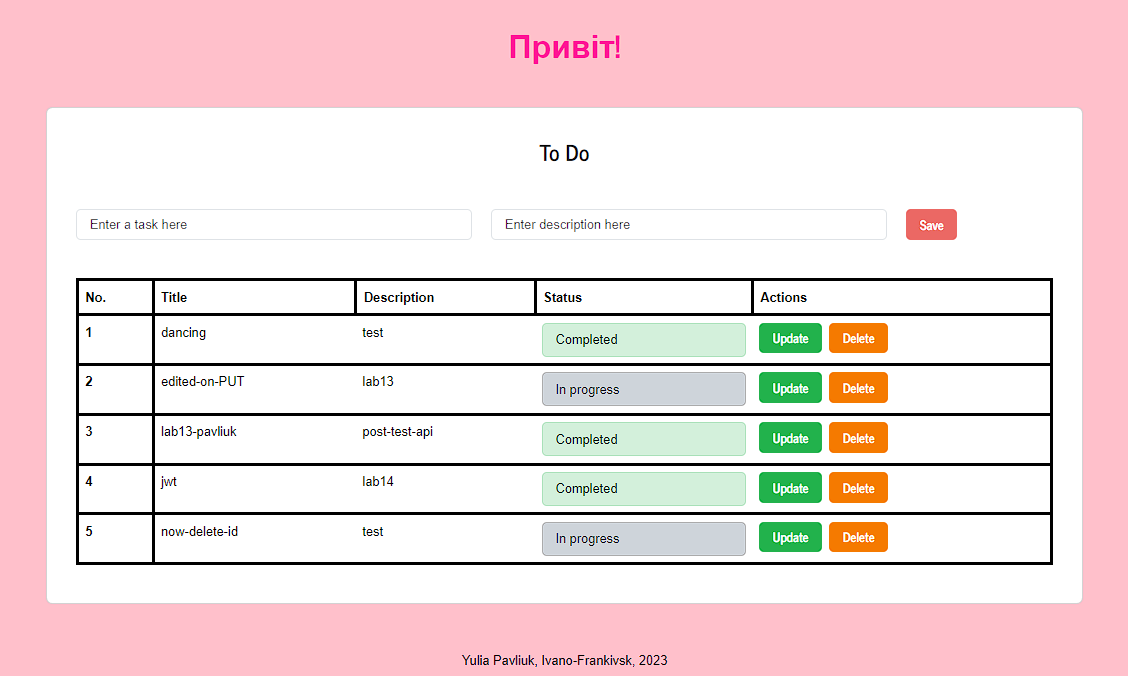 Привіт!
To Do
Enter a task here Enter description here Save
No. Title Description Status Actions
1 dancing test Completed Update Delete
2 edited-on-PUT lab13 In progress Update Delete
3 lab13-pavliuk post-test-api Completed Update Delete
4 jwt lab14 Completed Update Delete
5 now-delete-id test In progress Update Delete
Yulia Pavliuk, Ivano-Frankivsk, 2023